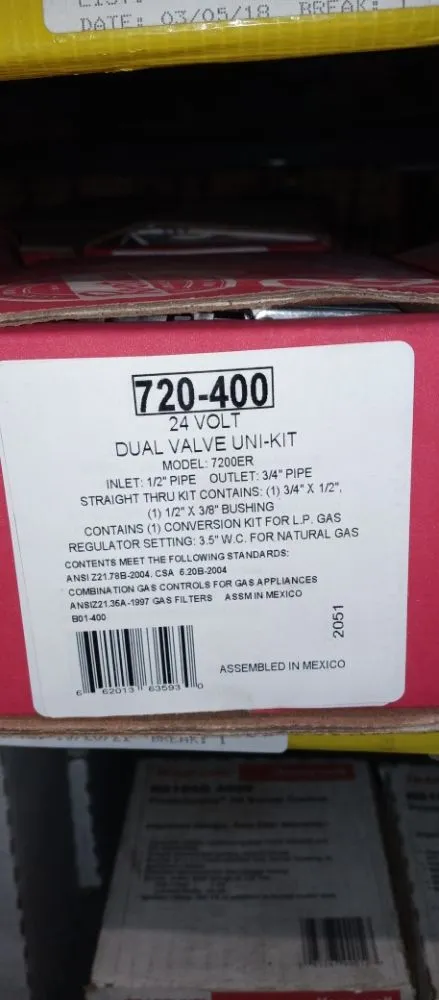 DATE: 03/05/18 BREAK: 1
720-400
24 VOLT
DUAL VALVE UNI-KIT
MODEL: 7200ER
INLET: 1/2" PIPE OUTLET: 3/4" PIPE
STRAIGHT THRU KIT CONTAINS: (1) 3/4" X 1/2",
(1) 1/2" X 3/8" BUSHING
CONTAINS (1) CONVERSION KIT FOR L.P. GAS
REGULATOR SETTING: 3.5" W.C. FOR NATURAL GAS
CONTENTS MEET THE FOLLOWING STANDARDS:
ANSI Z21.78B-2004, CSA 6.20B-2004
COMBINATION GAS CONTROLS FOR GAS APPLIANCES
ANSIZ21.35A-1997 GAS FILTERS ASSM IN MEXICO
B01-400
2051
6 62013 63593 0
ASSEMBLED IN MEXICO
BREAK: 1